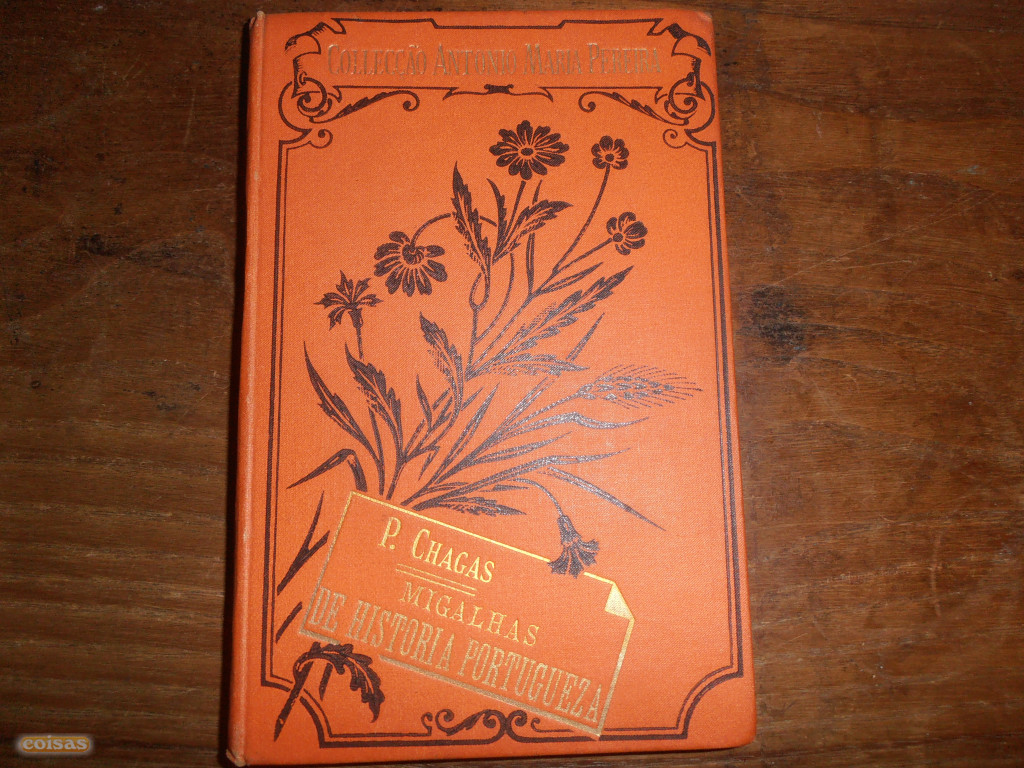 COLLECÇÃO ANTONIO MARIA PEREIRA
P. CHAGAS
MIGALHAS
DE HISTORIA PORTUGUEZA
coisas